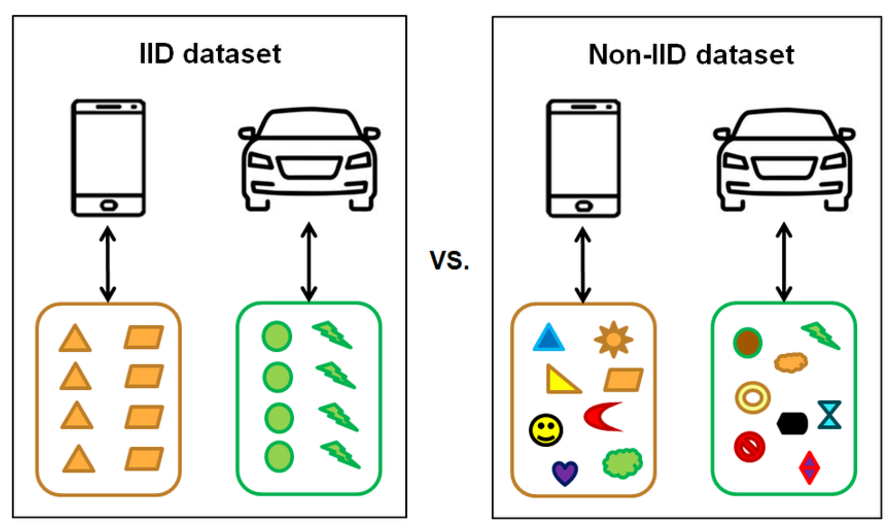 IID dataset
Non-IID dataset
VS.